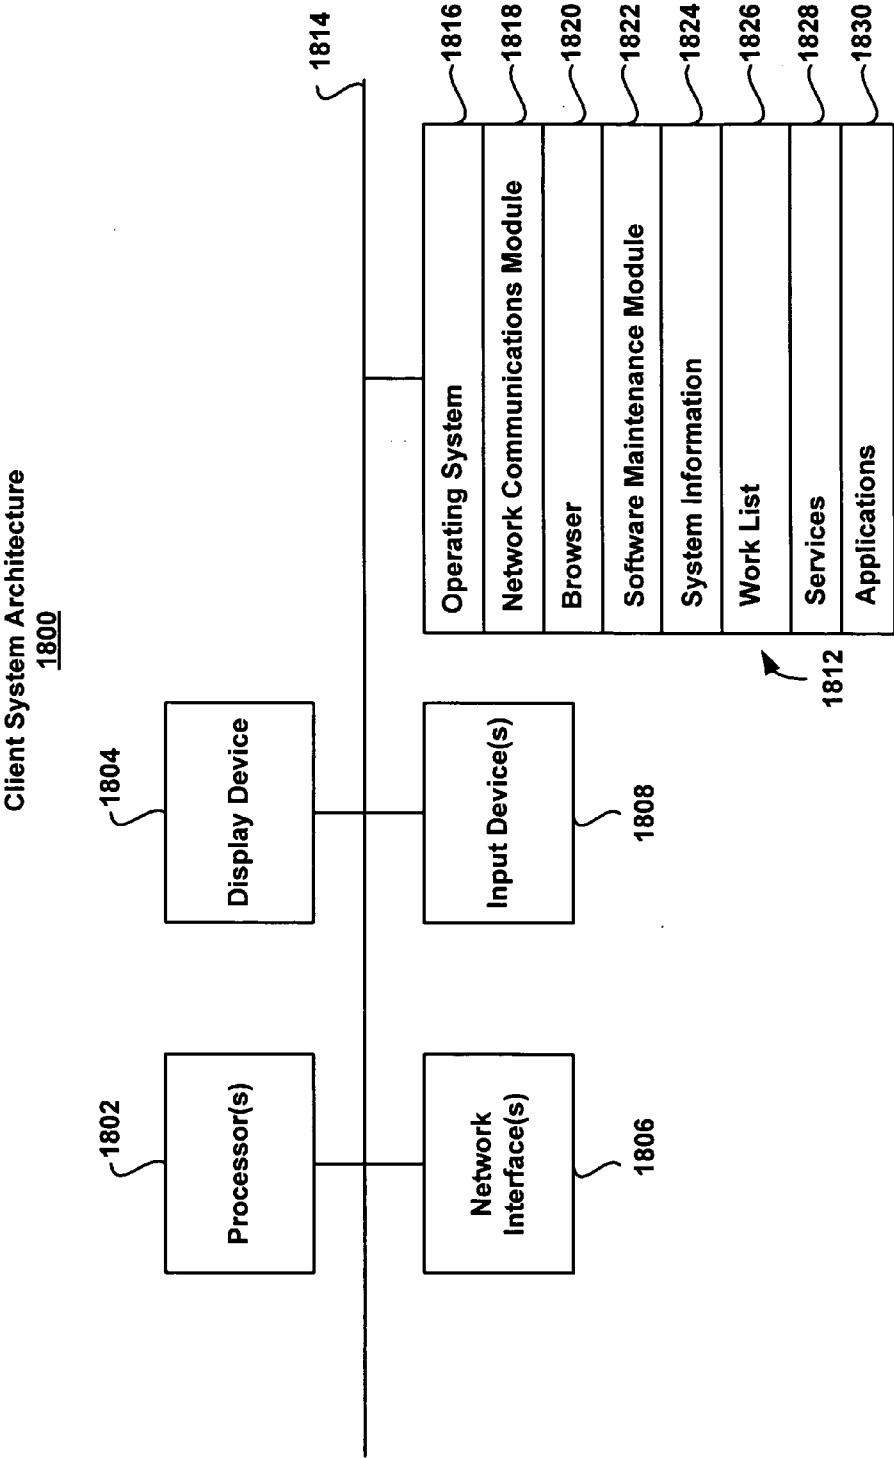 Client System Architecture
1800
1802
Processor(s)
1804
Display Device
1814
Network
Interface(s)
1806
Input Device(s)
1808
Operating System
1816
Network Communications Module
1818
Browser
1820
Software Maintenance Module
1822
System Information
1824
Work List
1826
Services
1828
Applications
1830
1812